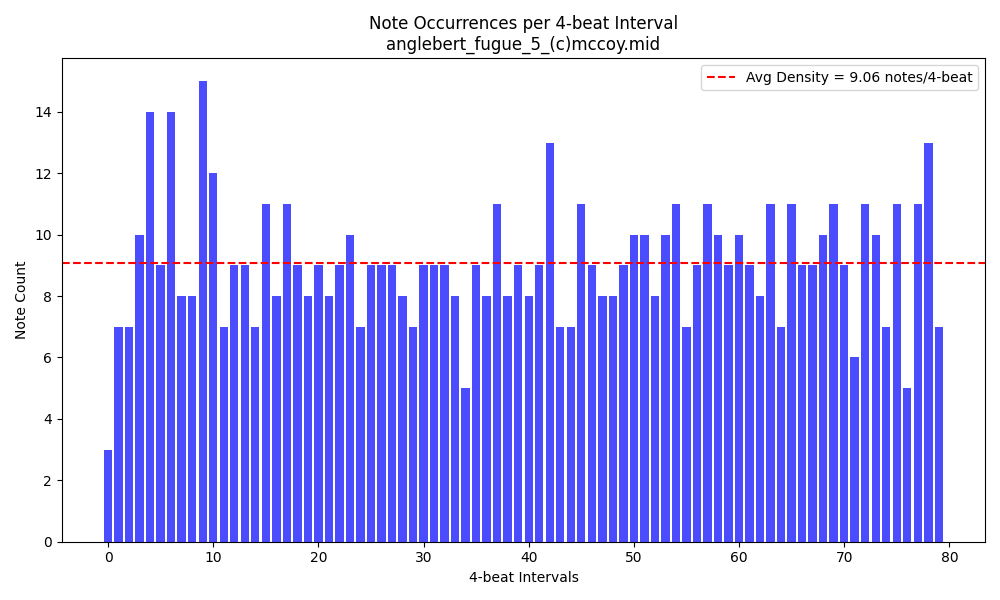 Note Occurrences per 4-beat Interval
anglebert_fugue_5_(c)mccoy.mid
Avg Density = 9.06 notes/4-beat
Note Count
14
12
10
8
6
4
2
0
0 10 20 30 40 50 60 70 80
4-beat Intervals